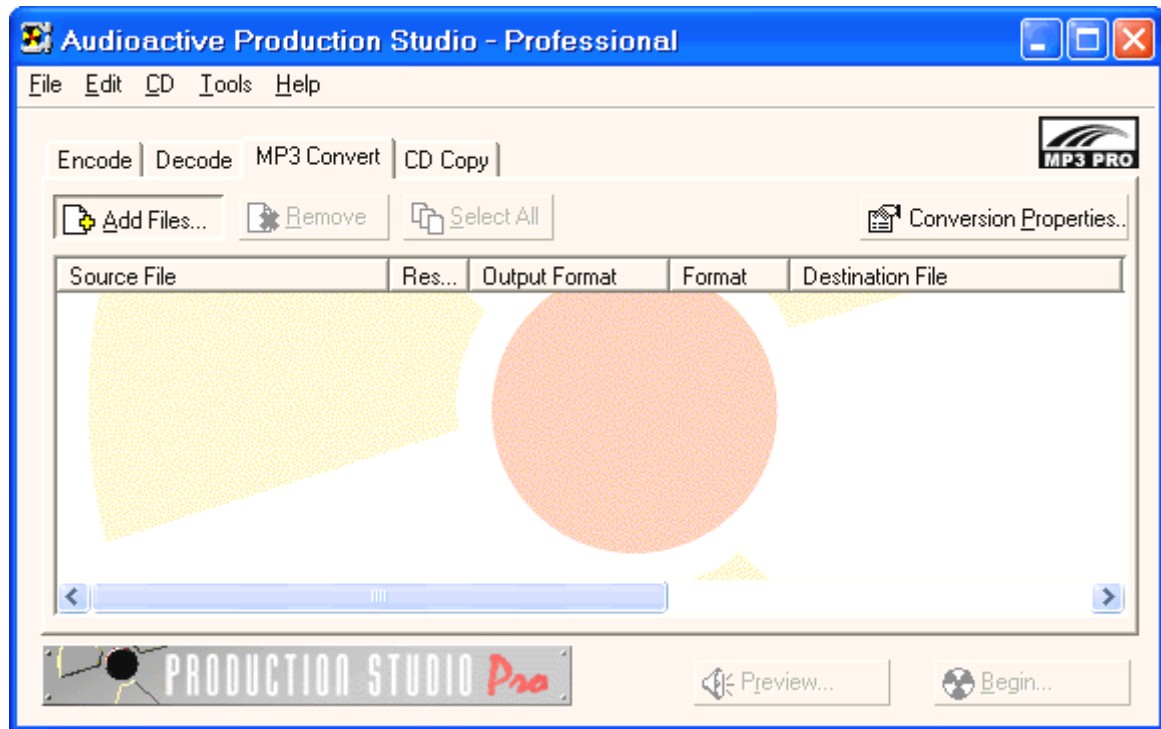 Audioactive Production Studio - Professional
File Edit CD Tools Help
MP3 PRO
Encode Decode MP3 Convert CD Copy
Add Files... Remove Select All Conversion Properties..
Source File Res... Output Format Format Destination File
PRODUCTION STUDIO Pro Preview... Begin...